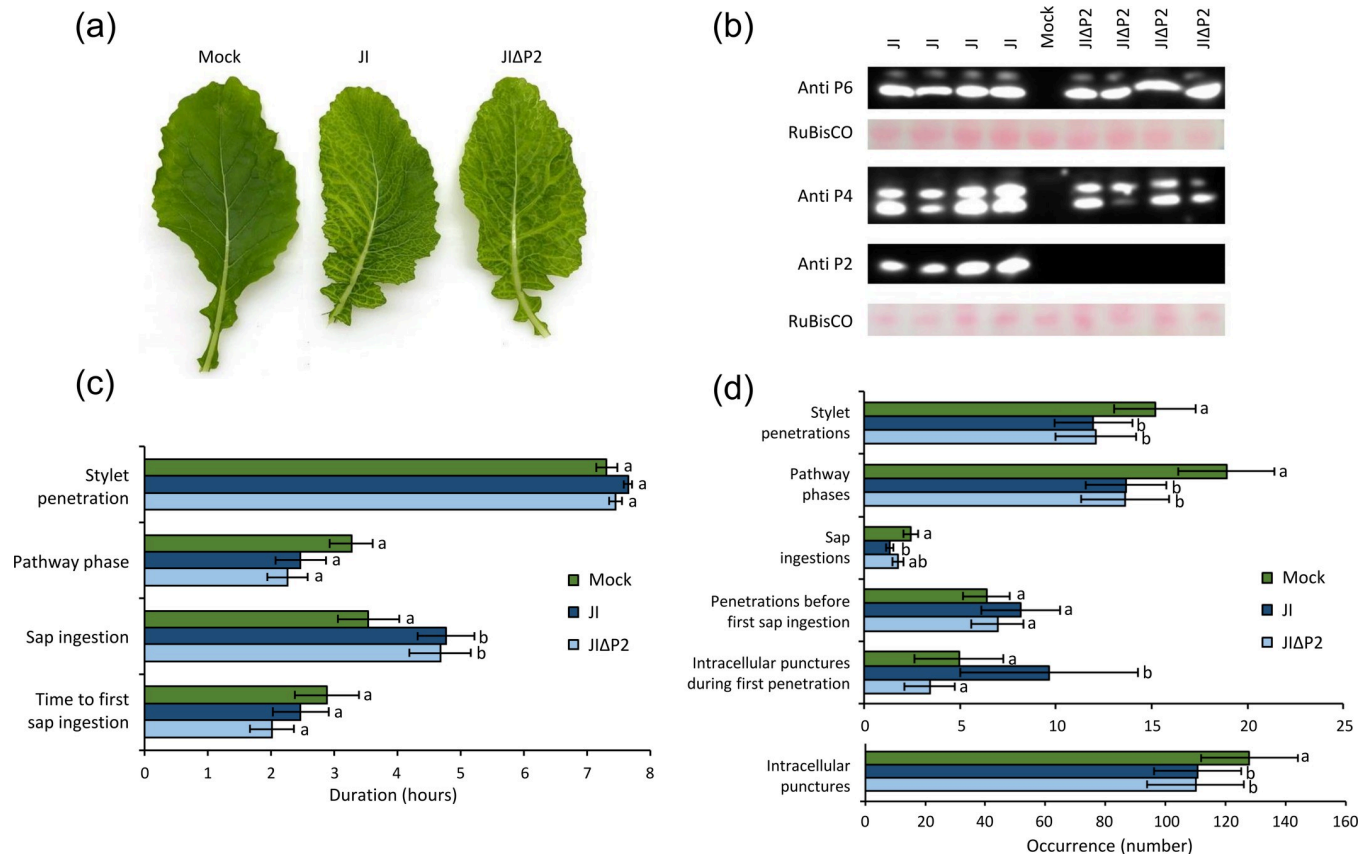 (a)
Mock
JI
JIΔP2
(b)
JI
JI
JI
JI
Mock
JIΔP2
JIΔP2
JIΔP2
JIΔP2
Anti P6
RuBisCO
Anti P4
Anti P2
RuBisCO
(c)
Stylet
penetration
a
a
a
Pathway phase
a
a
a
Sap ingestion
a
b
b
Time to first
sap ingestion
a
a
a
Mock
JI
JIΔP2
0 1 2 3 4 5 6 7 8
Duration (hours)
(d)
Stylet
penetrations
a
b
b
Pathway
phases
a
b
b
Sap
ingestions
a
b
ab
Penetrations before
first sap ingestion
a
a
a
Intracellular punctures
during first penetration
a
b
a
Mock
JI
JIΔP2
0 5 10 15 20 25
Intracellular
punctures
a
b
b
0 20 40 60 80 100 120 140 160
Occurrence (number)